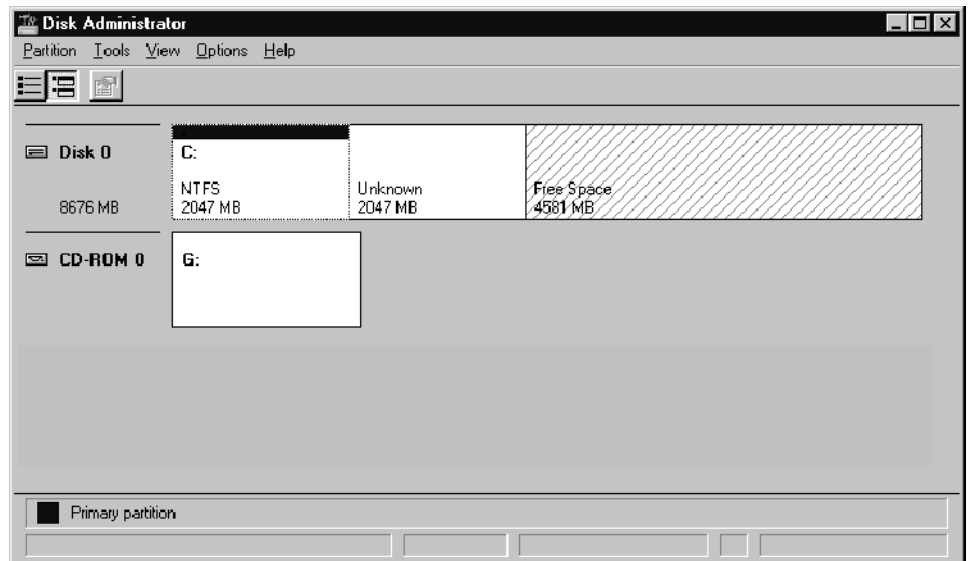 Disk Administrator
Partition Tools View Options Help
Disk 0
8676 MB
C:
NTFS
2047 MB
Unknown
2047 MB
Free Space
4581 MB
CD-ROM 0
G:
Primary partition